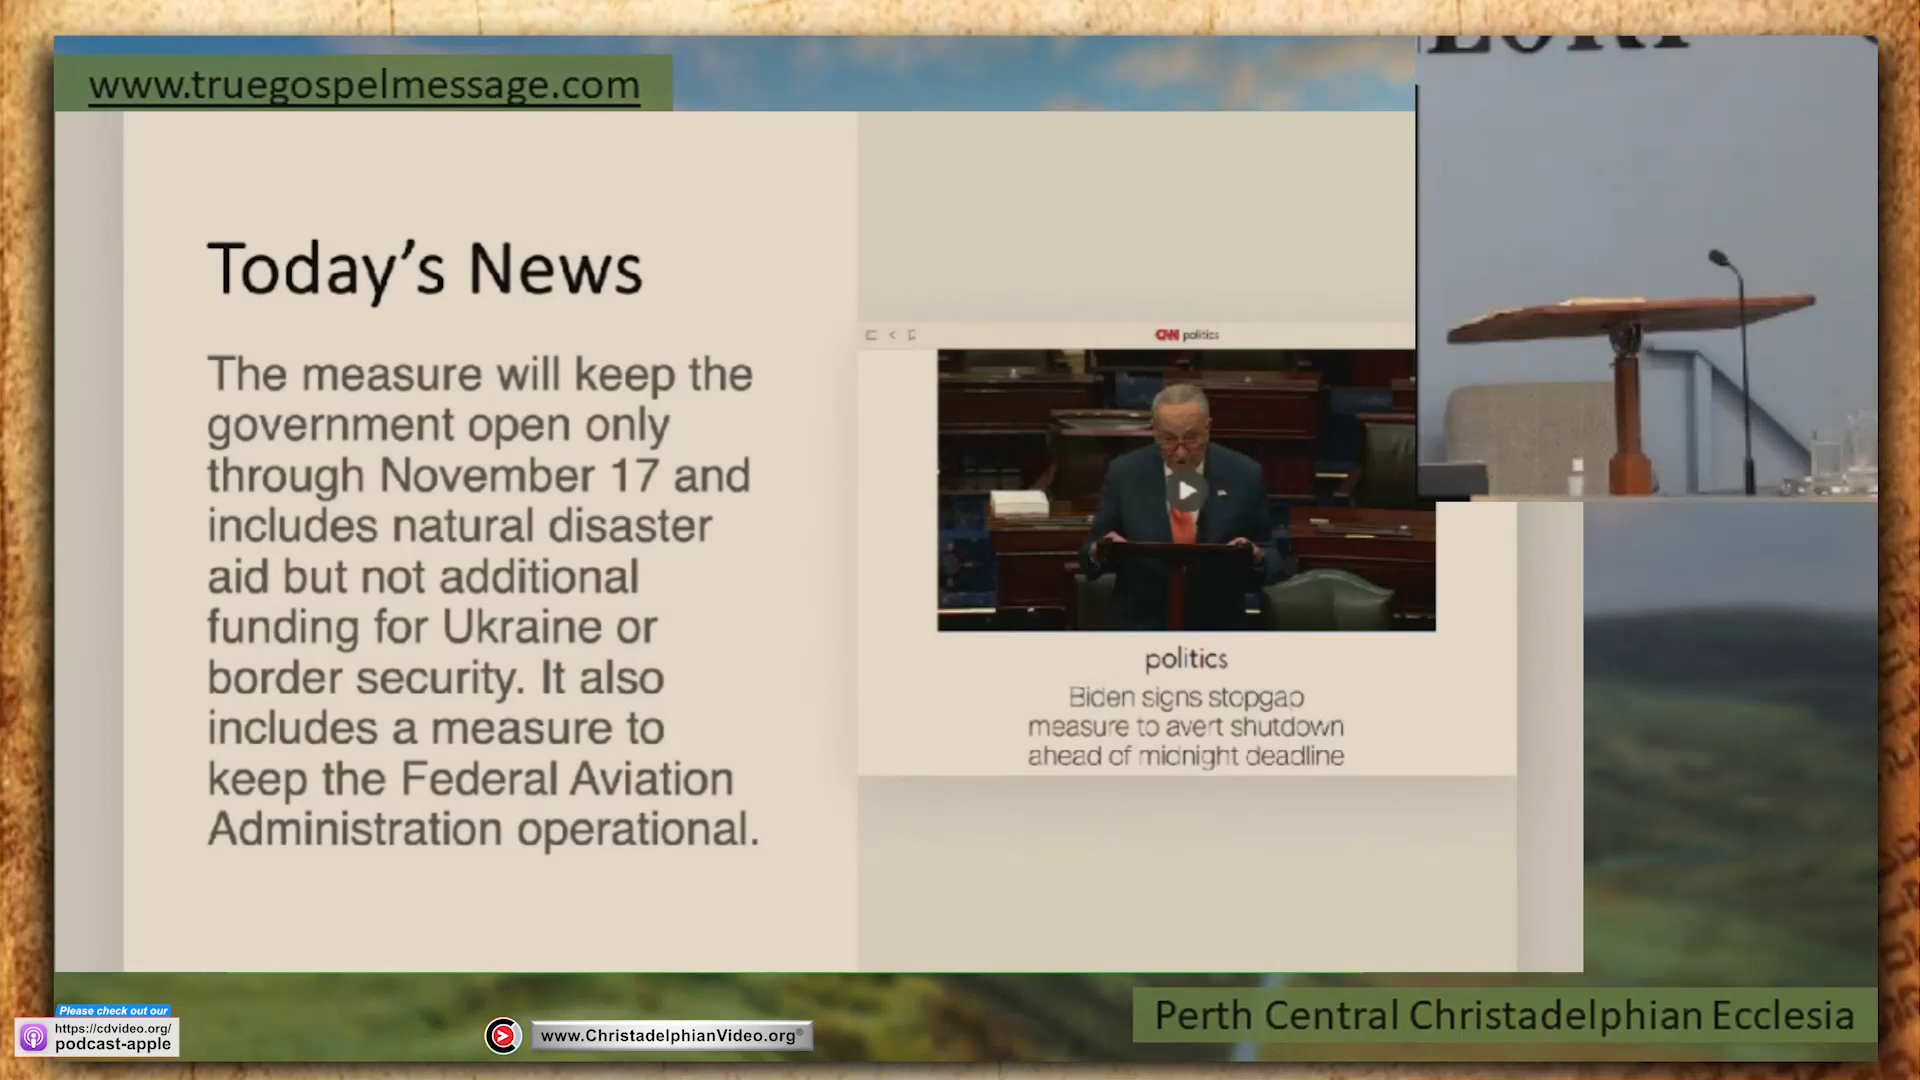 www.truegospelmessage.com
Today's News
The measure will keep the
government open only
through November 17 and
includes natural disaster
aid but not additional
funding for Ukraine or
border security. It also
includes a measure to
keep the Federal Aviation
Administration operational.
CNN politics
politics
Biden signs stopgap
measure to avert shutdown
ahead of midnight deadline
Perth Central Christadelphian Ecclesia
Please check out our
https://cdvideo.org/
podcast-apple
www.ChristadelphianVideo.org®